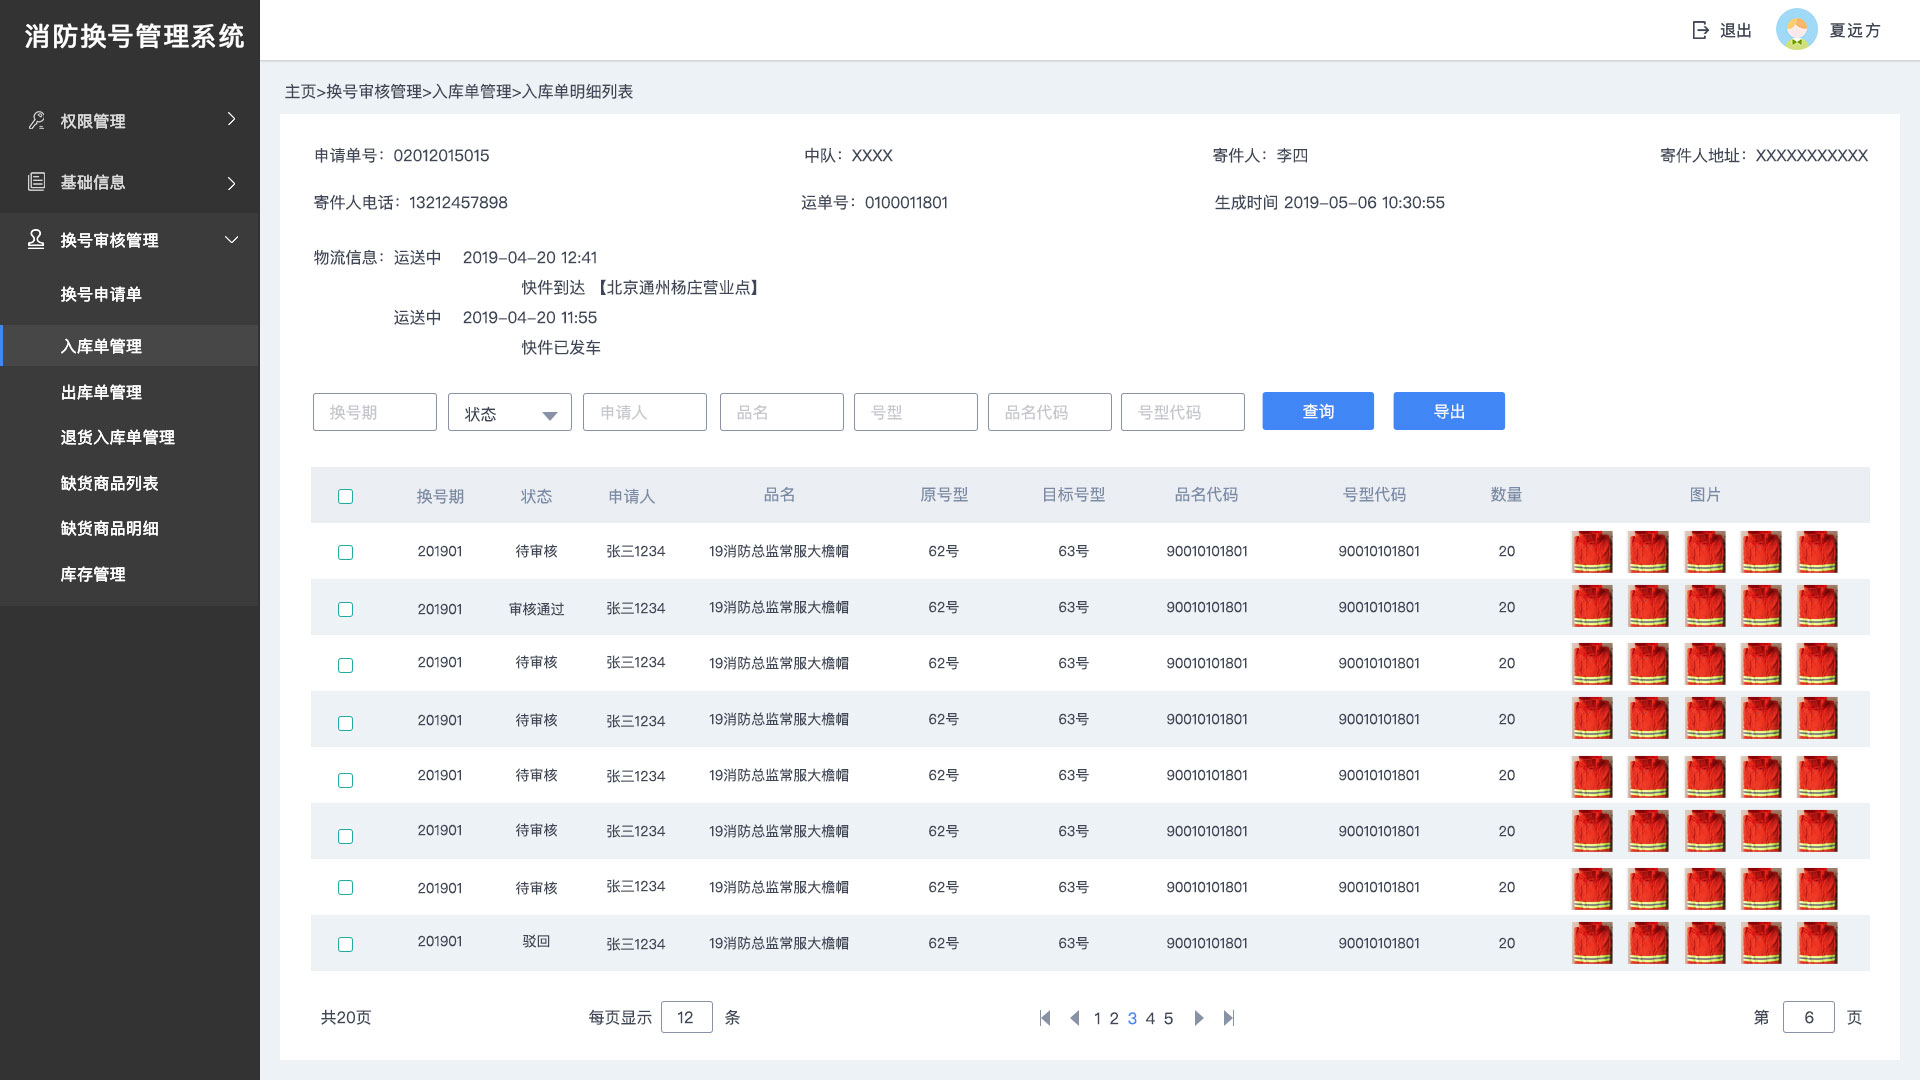 消防换号管理系统
退出
夏远方
权限管理
基础信息
换号审核管理
换号申请单
入库单管理
出库单管理
退货入库单管理
缺货商品列表
缺货商品明细
库存管理
主页>换号审核管理>入库单管理>入库单明细列表
申请单号：02012015015 中队：XXXX 寄件人：李四 寄件人地址：XXXXXXXXXXX
寄件人电话：13212457898 运单号：0100011801 生成时间 2019-05-06 10:30:55
物流信息：运送中 2019-04-20 12:41
快件到达 【北京通州杨庄营业点】
运送中 2019-04-20 11:55
快件已发车
换号期 状态 申请人 品名 号型 品名代码 号型代码 查询 导出
换号期 状态 申请人 品名 原号型 目标号型 品名代码 号型代码 数量 图片
201901 待审核 张三1234 19消防总监常服大檐帽 62号 63号 90010101801 90010101801 20
201901 审核通过 张三1234 19消防总监常服大檐帽 62号 63号 90010101801 90010101801 20
201901 待审核 张三1234 19消防总监常服大檐帽 62号 63号 90010101801 90010101801 20
201901 待审核 张三1234 19消防总监常服大檐帽 62号 63号 90010101801 90010101801 20
201901 待审核 张三1234 19消防总监常服大檐帽 62号 63号 90010101801 90010101801 20
201901 待审核 张三1234 19消防总监常服大檐帽 62号 63号 90010101801 90010101801 20
201901 待审核 张三1234 19消防总监常服大檐帽 62号 63号 90010101801 90010101801 20
201901 驳回 张三1234 19消防总监常服大檐帽 62号 63号 90010101801 90010101801 20
共20页 每页显示 12 条 1 2 3 4 5 第 6 页